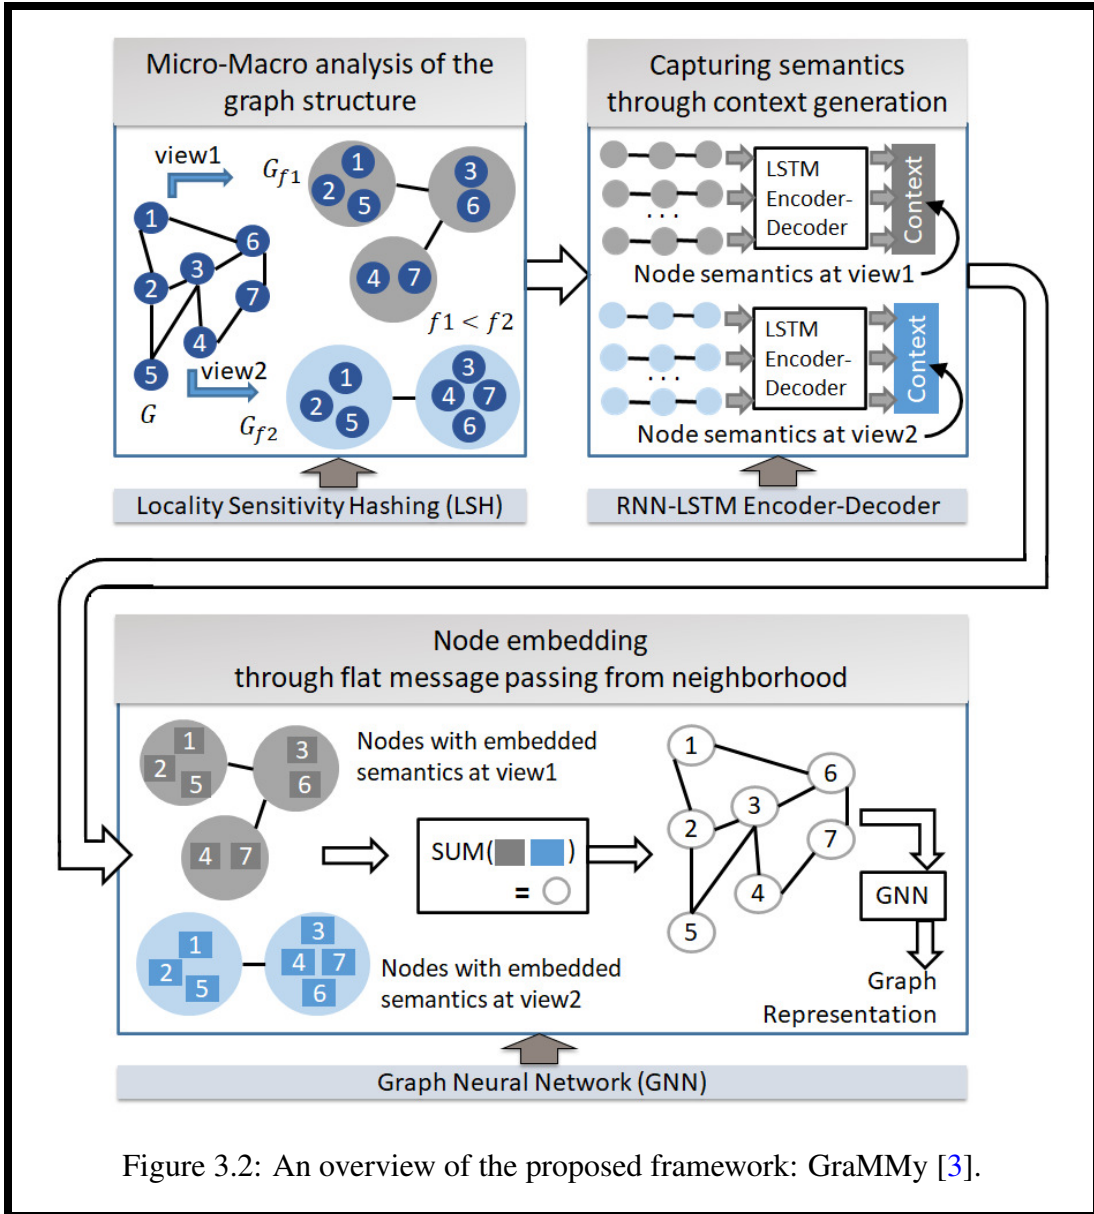 Micro-Macro analysis of the
graph structure
view1
G_{f1}
1
2
5
3
6
4 7
1
6
3
2
7
4
5
G
f1 < f2
view2
G_{f2}
1
2
5
3
4 7
6
Locality Sensitivity Hashing (LSH)
Capturing semantics
through context generation
LSTM
Encoder-
Decoder
...
Context
Node semantics at view1
LSTM
Encoder-
Decoder
...
Context
Node semantics at view2
RNN-LSTM Encoder-Decoder
Node embedding
through flat message passing from neighborhood
1
2
5
3
6
4 7
Nodes with embedded
semantics at view1
1
2
5
3
4 7
6
Nodes with embedded
semantics at view2
SUM( )
=
1
6
3
2
7
4
5
GNN
Graph
Representation
Graph Neural Network (GNN)
Figure 3.2: An overview of the proposed framework: GraMMy [3].